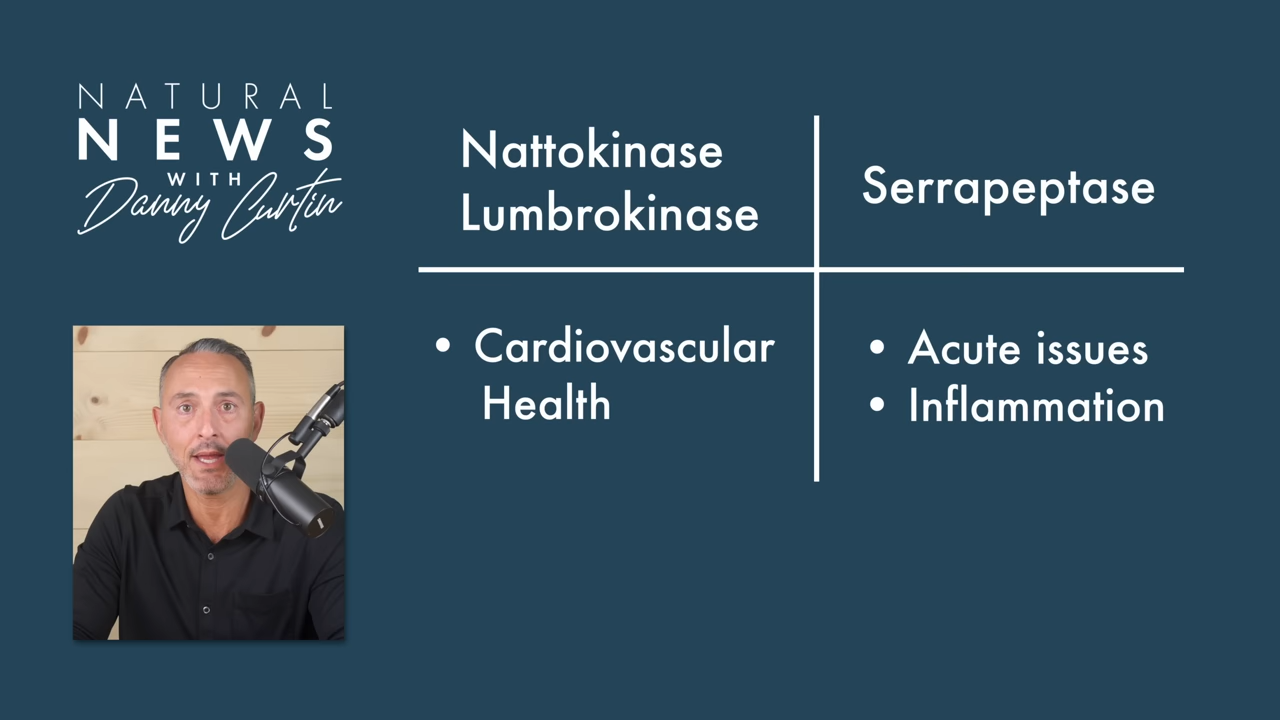 NATURAL
NEWS
WITH
Danny Curtin
Nattokinase
Lumbrokinase
Serrapeptase
• Cardiovascular
Health
• Acute issues
• Inflammation